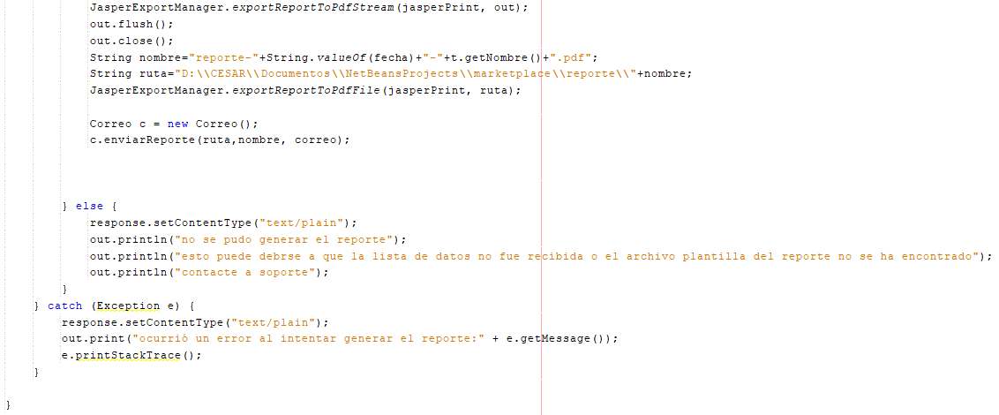 JasperExportManager.exportReportToPdfStream(jasperPrint, out);
out.flush();
out.close();
String nombre="reporte-"+String.valueOf(fecha)+"-"+t.getNombre()+".pdf";
String ruta="D:\\CESAR\\Documentos\\NetBeansProjects\\marketplace\\reporte\\"+nombre;
JasperExportManager.exportReportToPdfFile(jasperPrint, ruta);
Correo c = new Correo();
c.enviarReporte(ruta,nombre, correo);
} else {
response.setContentType("text/plain");
out.println("no se pudo generar el reporte");
out.println("esto puede debrse a que la lista de datos no fue recibida o el archivo plantilla del reporte no se ha encontrado");
out.println("contacte a soporte");
}
} catch (Exception e) {
response.setContentType("text/plain");
out.print("ocurrió un error al intentar generar el reporte:" + e.getMessage());
e.printStackTrace();
}
}